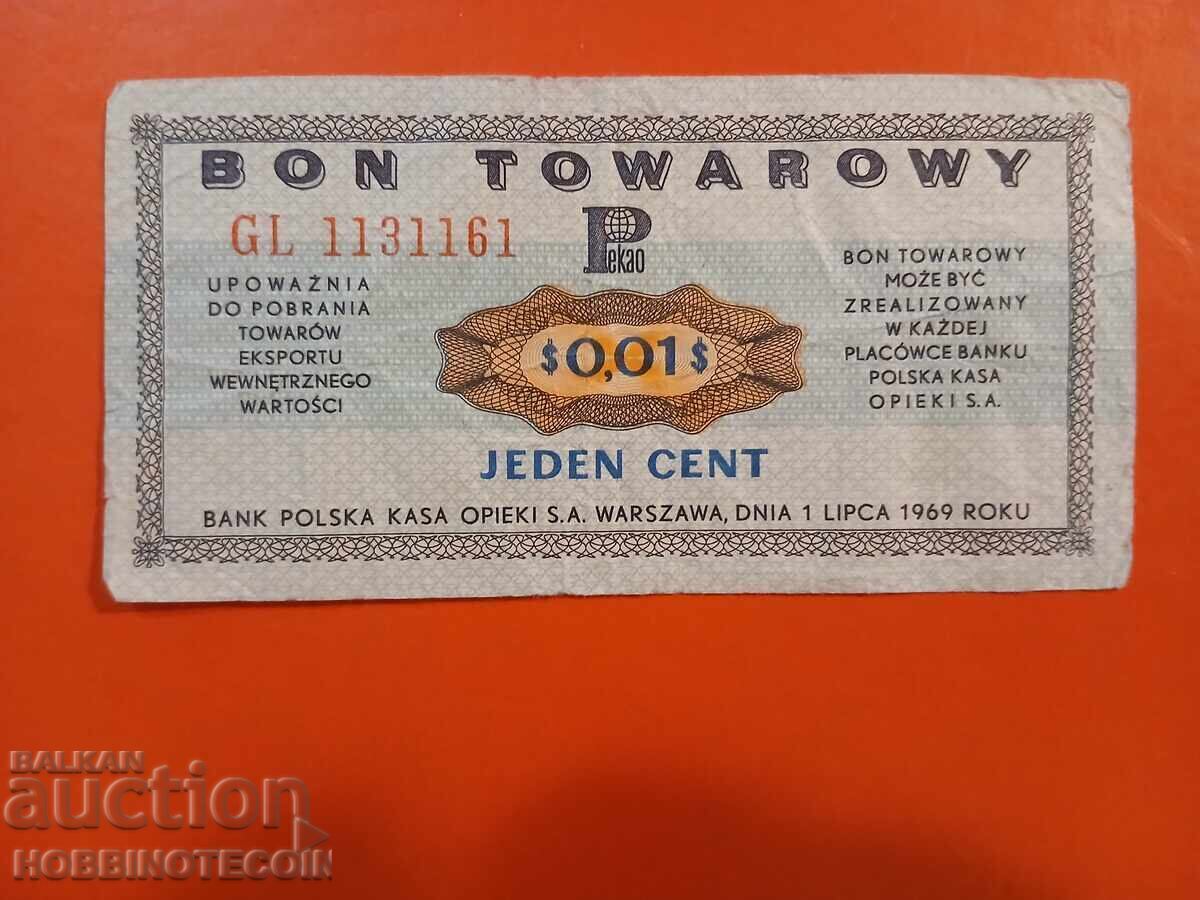 BON TOWAROWY
GL 1131161
Pekao
UPOWAŻNIA
DO POBRANIA
TOWARÓW
EKSPORTU
WEWNĘTRZNEGO
WARTOŚCI
$0,01$
BON TOWAROWY
MOŻE BYĆ
ZREALIZOWANY
W KAŻDEJ
PLACÓWCE BANKU
POLSKA KASA
OPIEKI S.A.
JEDEN CENT
BANK POLSKA KASA OPIEKI S.A. WARSZAWA, DNIA 1 LIPCA 1969 ROKU
BALKAN
auction
HOBBINOTECOIN